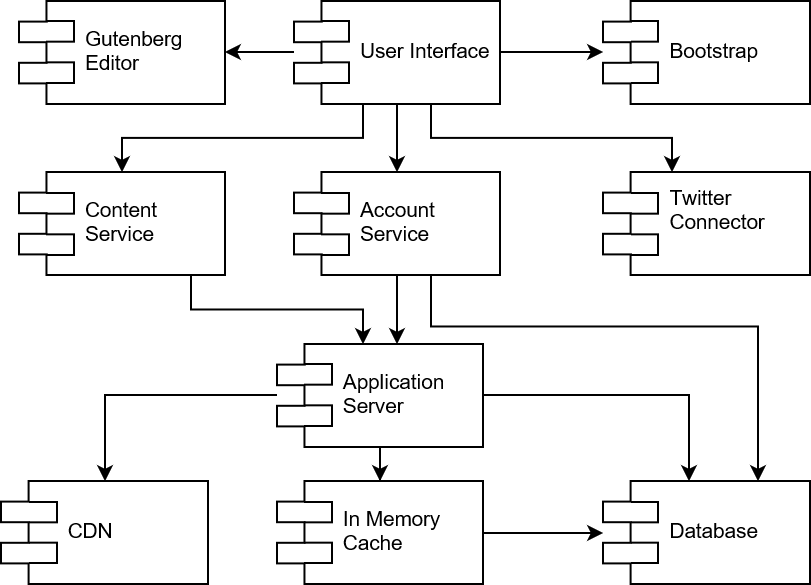 Gutenberg
Editor
User Interface
Bootstrap
Content
Service
Account
Service
Twitter
Connector
Application
Server
CDN
In Memory
Cache
Database